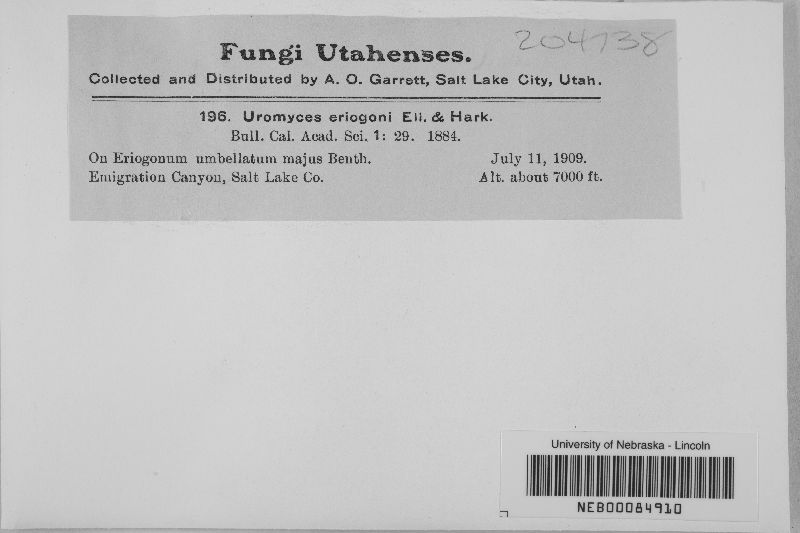 204738
Fungi Utahenses.
Collected and Distributed by A. O. Garrett, Salt Lake City, Utah.
196. Uromyces eriogoni Ell. & Hark.
Bull. Cal. Acad. Sci. 1: 29. 1884.
On Eriogonum umbellatum majus Benth. July 11, 1909.
Emigration Canyon, Salt Lake Co. Alt. about 7000 ft.
University of Nebraska - Lincoln
NEB00084910